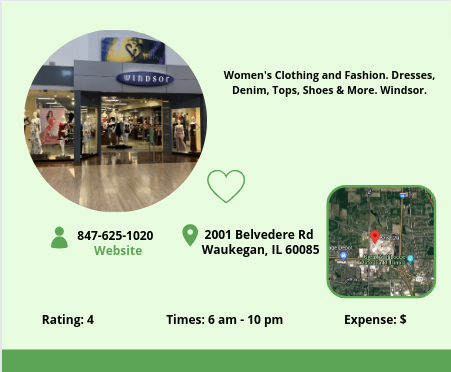 WINDSOR
Women's Clothing and Fashion. Dresses,
Denim, Tops, Shoes & More. Windsor.
847-625-1020
Website
2001 Belvedere Rd
Waukegan, IL 60085
Rating: 4
Times: 6 am - 10 pm
Expense: $